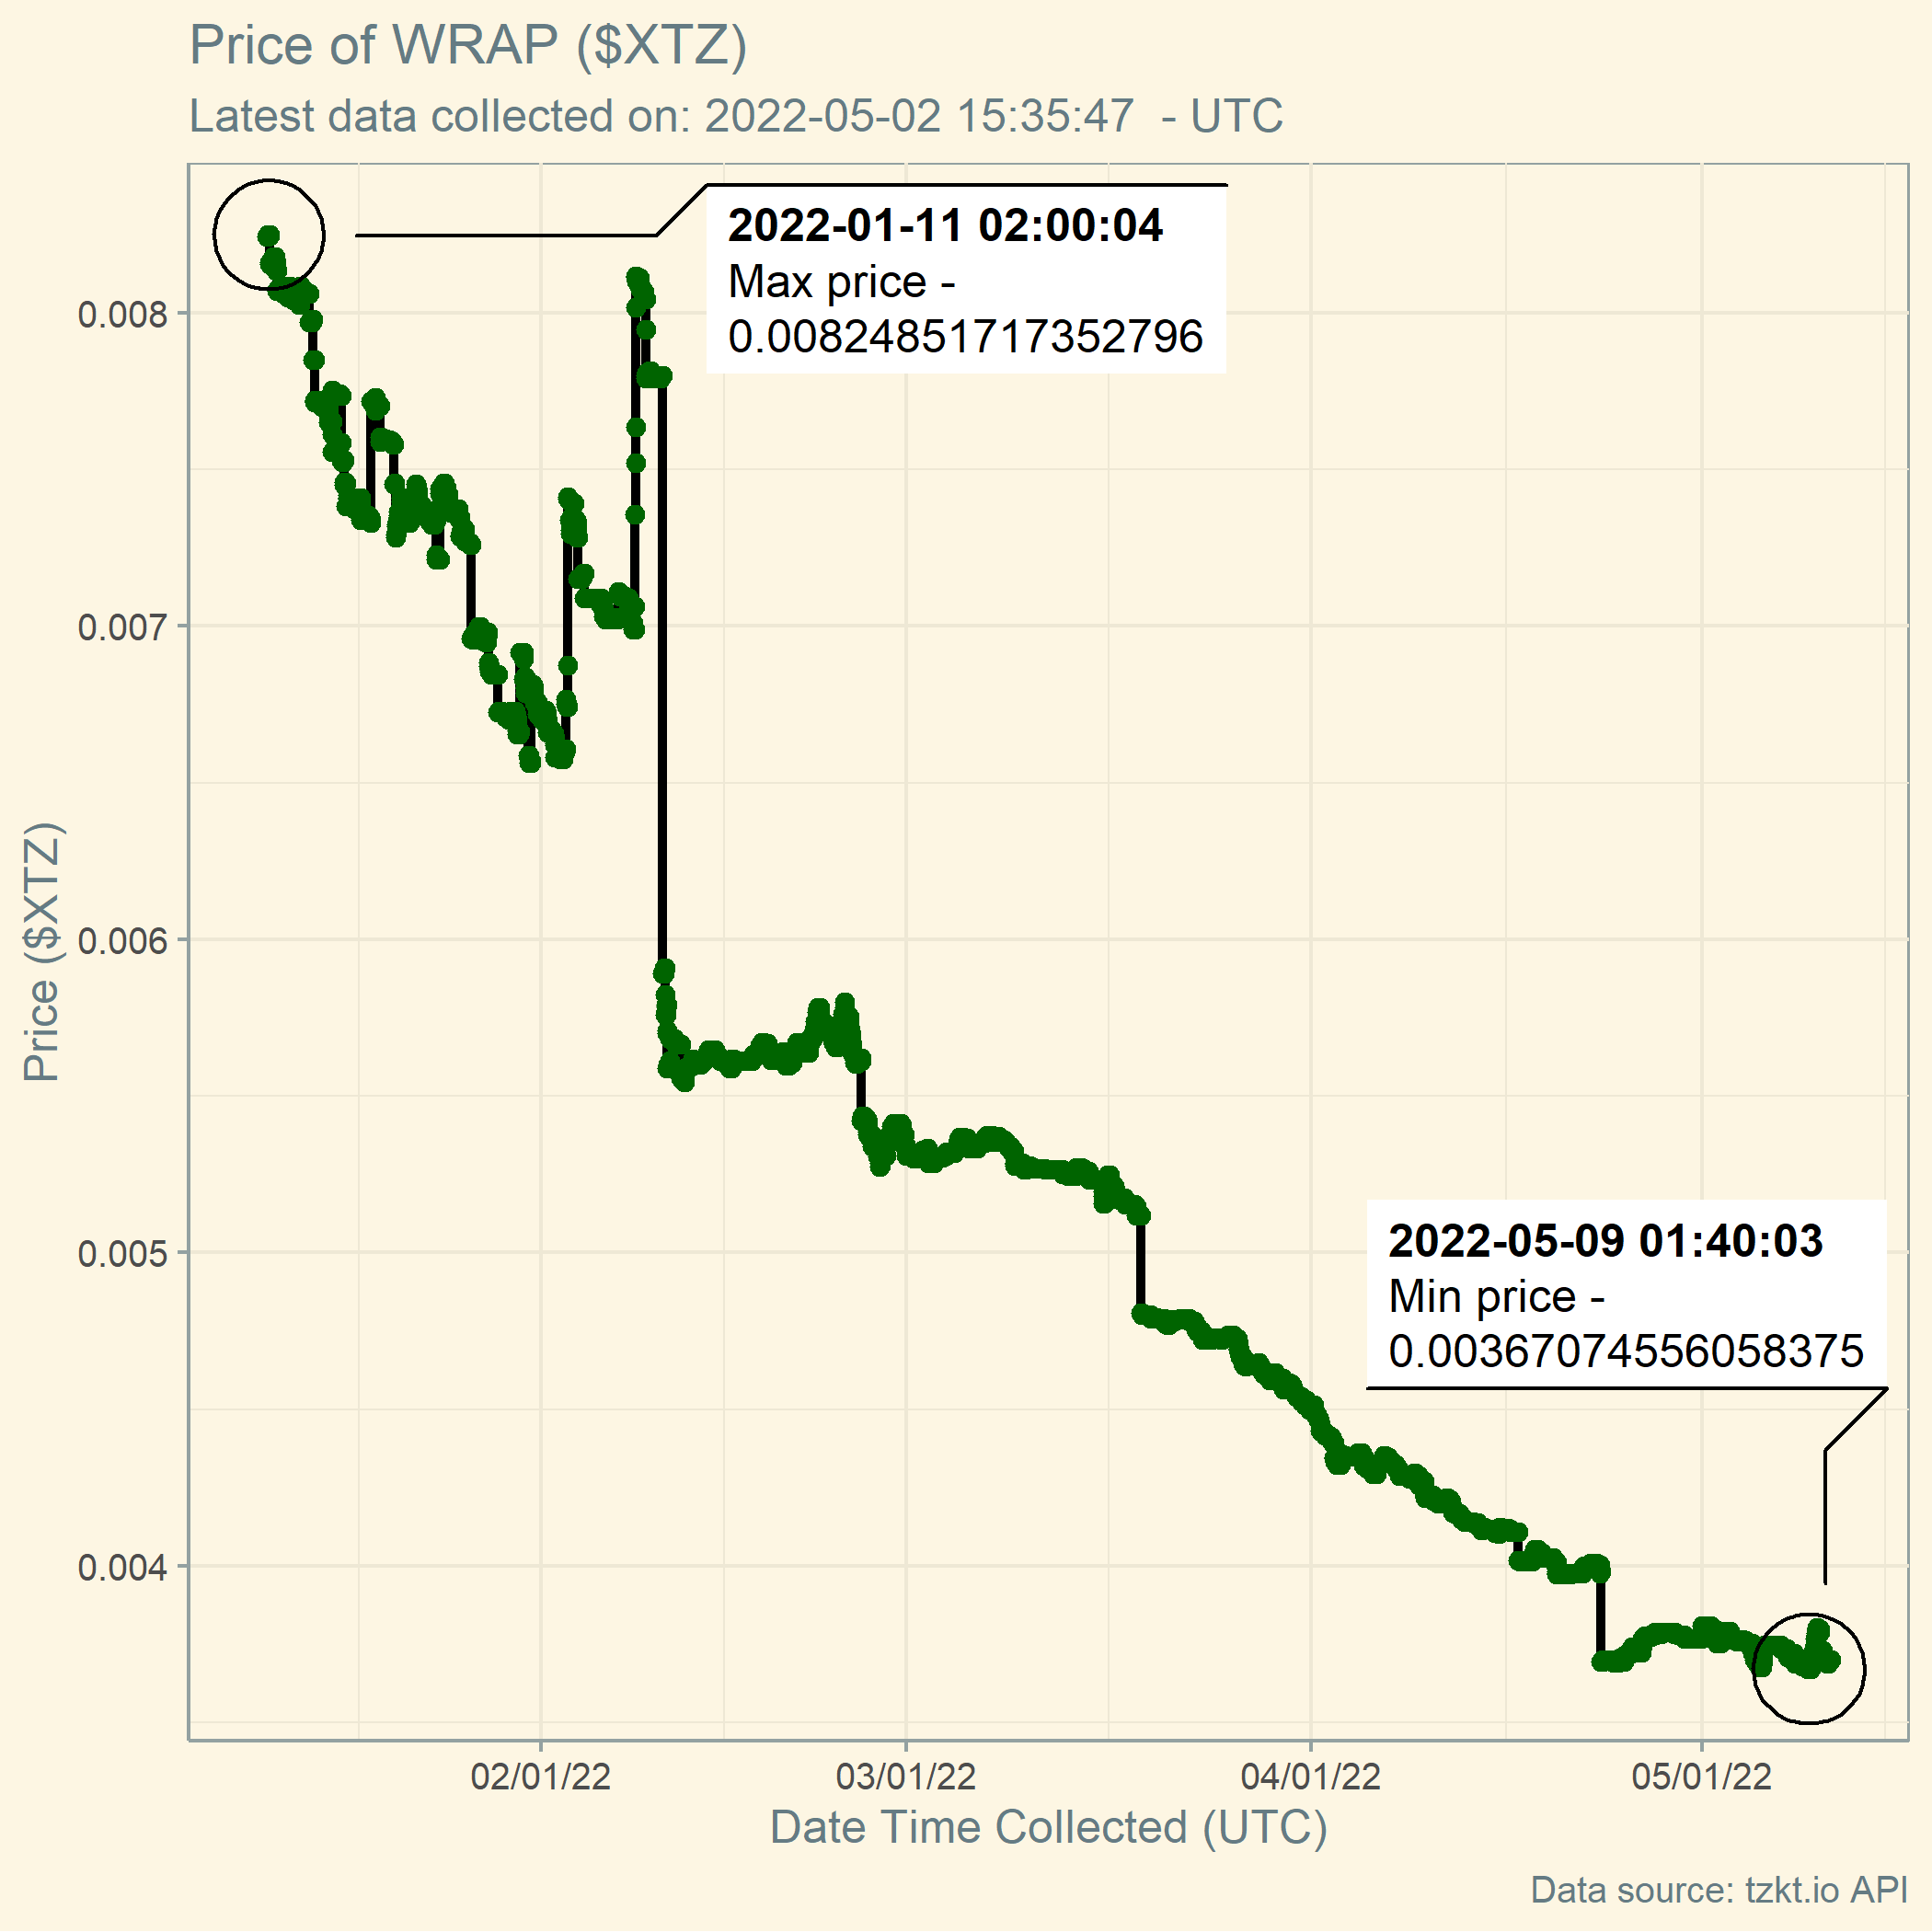 Price of WRAP ($XTZ)
Latest data collected on: 2022-05-02 15:35:47  - UTC
2022-01-11 02:00:04
Max price -
0.00824851717352796
0.008
0.007
0.006
0.005
0.004
Price ($XTZ)
2022-05-09 01:40:03
Min price -
0.00367074556058375
02/01/22
03/01/22
04/01/22
05/01/22
Date Time Collected (UTC)
Data source: tzkt.io API